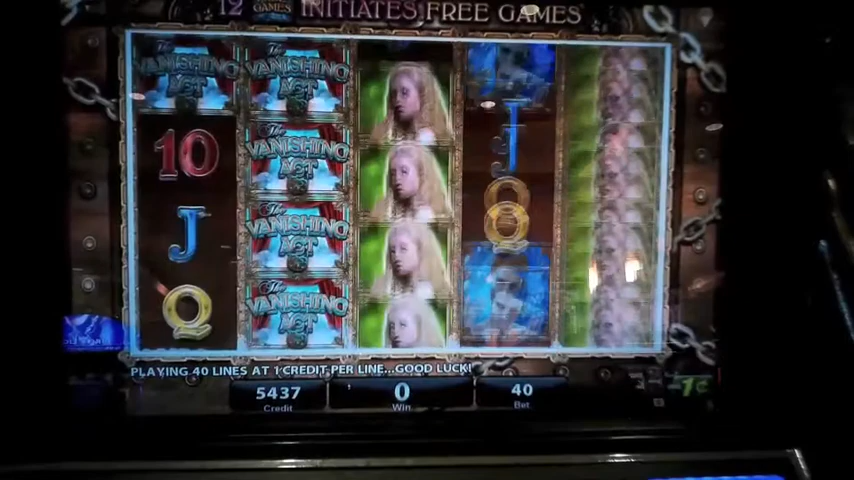 12 GAMES INITIATES FREE GAMES
The VANISHING ACT The VANISHING ACT
The VANISHING ACT
10
J
Q
The VANISHING ACT
The VANISHING ACT
J
Q
PLAYING 40 LINES AT 1 CREDIT PER LINE...GOOD LUCK!
5437 0 40
Credit Win Bet
1¢